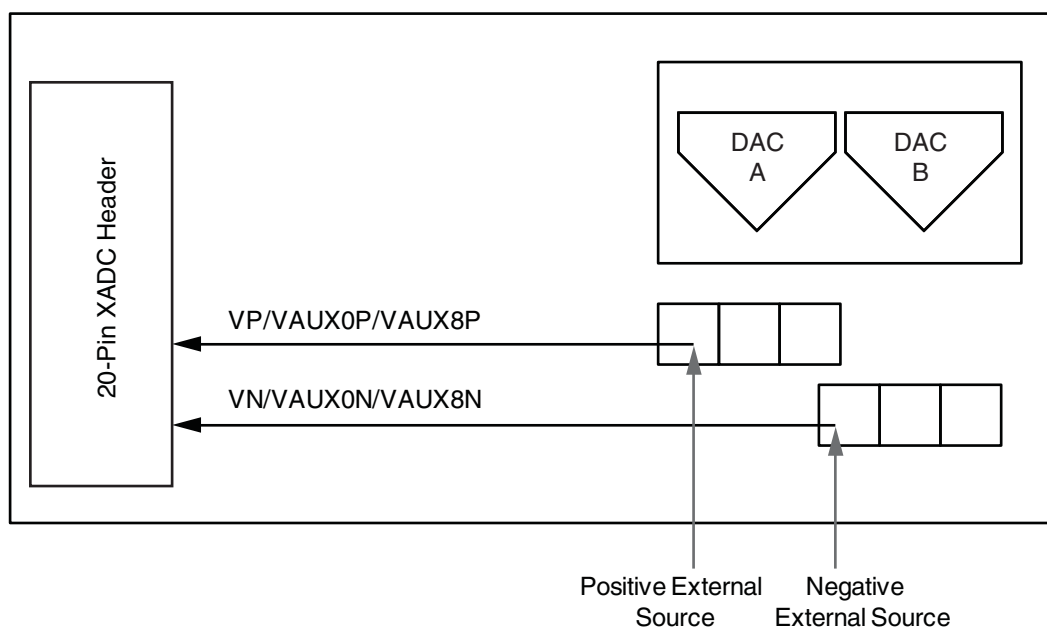 DAC
A
DAC
B
20-Pin XADC Header
VP/VAUX0P/VAUX8P
VN/VAUX0N/VAUX8N
Positive External
Source
Negative
External Source